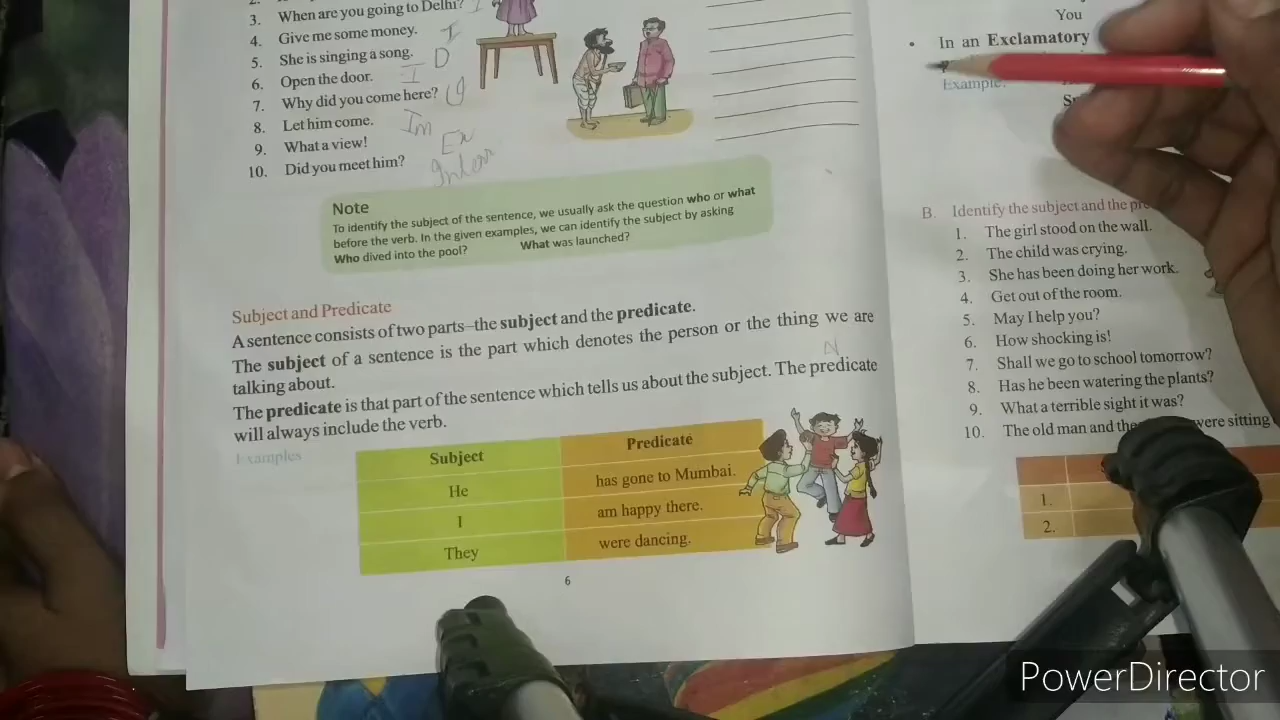 3. When are you going to Delhi? I
4. Give me some money. I
5. She is singing a song. D
6. Open the door. I
7. Why did you come here?
8. Let him come. Im
9. What a view! Ex
10. Did you meet him? Inter
Note
To identify the subject of the sentence, we usually ask the question who or what
before the verb. In the given examples, we can identify the subject by asking
Who dived into the pool? What was launched?
Subject and Predicate
A sentence consists of two parts–the subject and the predicate.
The subject of a sentence is the part which denotes the person or the thing we are
talking about.
The predicate is that part of the sentence which tells us about the subject. The predicate
will always include the verb.
Examples
Subject Predicate
He has gone to Mumbai.
I am happy there.
They were dancing.
6
You
• In an Exclamatory
Example:
B. Identify the subject and the
1. The girl stood on the wall.
2. The child was crying.
3. She has been doing her work.
4. Get out of the room.
5. May I help you?
6. How shocking is!
7. Shall we go to school tomorrow?
8. Has he been watering the plants?
9. What a terrible sight it was?
10. The old man and were sitting
1.
2.
PowerDirector